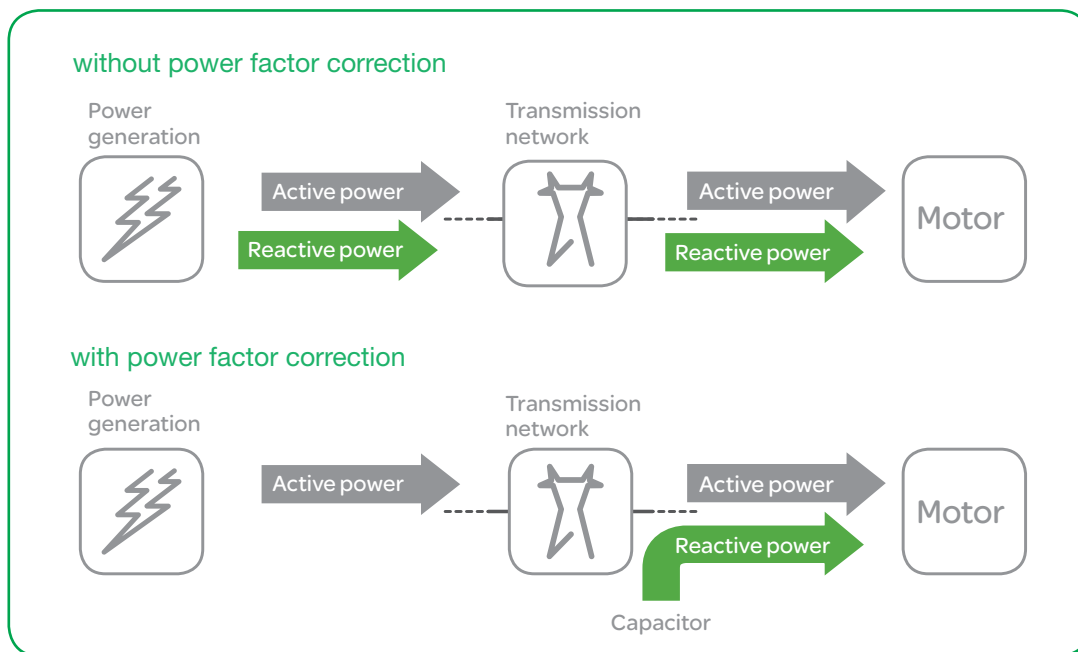 without power factor correction
Power
generation
Transmission
network
Active power
Active power
Reactive power
Reactive power
Motor
with power factor correction
Power
generation
Transmission
network
Active power
Active power
Reactive power
Motor
Capacitor